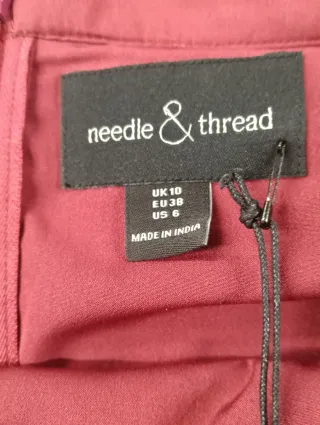 needle & thread
UK 10
EU 38
US 6
MADE IN INDIA